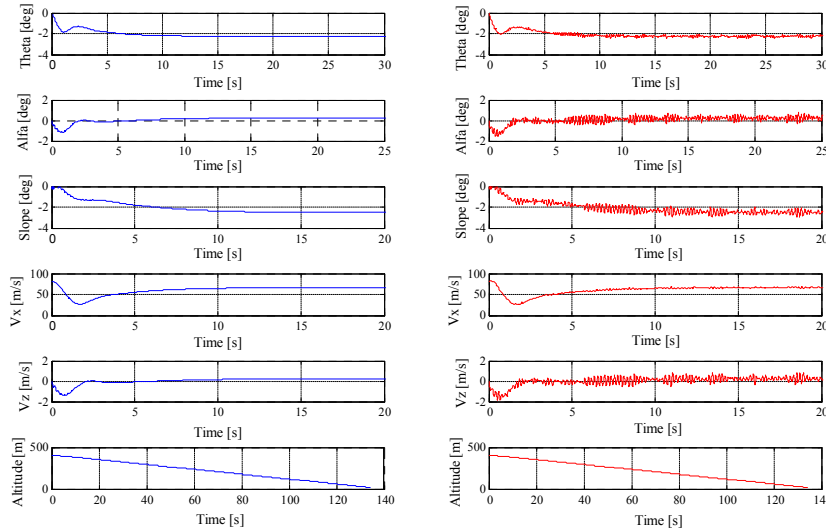 0
-2
-4
Theta [deg]
0 5 10 15 20 25 30
Time [s]
0
-2
-4
Theta [deg]
0 5 10 15 20 25 30
Time [s]
2
0
-2
Alfa [deg]
0 5 10 15 20 25
Time [s]
2
0
-2
Alfa [deg]
0 5 10 15 20 25
Time [s]
0
-2
-4
Slope [deg]
0 5 10 15 20
Time [s]
0
-2
-4
Slope [deg]
0 5 10 15 20
Time [s]
100
50
0
Vx [m/s]
0 5 10 15 20
Time [s]
100
50
0
Vx [m/s]
0 5 10 15 20
Time [s]
2
0
-2
Vz [m/s]
0 5 10 15 20
Time [s]
2
0
-2
Vz [m/s]
0 5 10 15 20
Time [s]
500
0
Altitude [m]
0 20 40 60 80 100 120 140
Time [s]
500
0
Altitude [m]
0 20 40 60 80 100 120 140
Time [s]